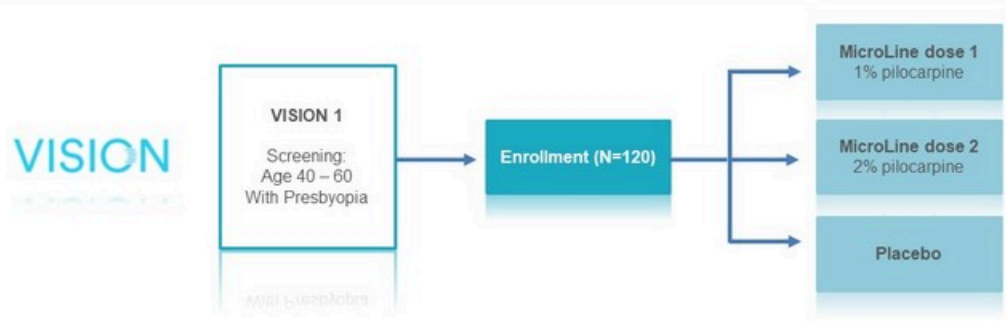 VISION
VISION 1
Screening:
Age 40 – 60
With Presbyopia
Enrollment (N=120)
MicroLine dose 1
1% pilocarpine
MicroLine dose 2
2% pilocarpine
Placebo